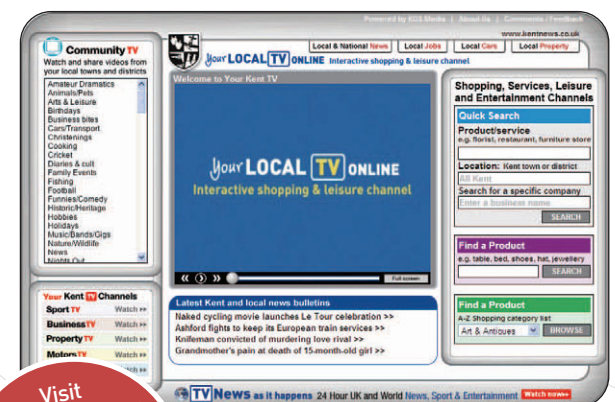 Powered by KOS Media | About Us | Comments / Feedback
www.kentnews.co.uk
Community TV
Watch and share videos from
your local towns and districts
Amateur Dramatics
Animals/Pets
Arts & Leisure
Birthdays
Business bites
Cars/Transport
Christenings
Cooking
Cricket
Diaries & cult
Family Events
Fishing
Football
Funnies/Comedy
Historic/Heritage
Hobbies
Holidays
Music/Bands/Gigs
Nature/Wildlife
News
Nights Out
Your Kent TV Channels
Sport TV Watch »
Business TV Watch »
Property TV Watch »
Motors TV Watch »
Visit
Local & National News
Local Jobs
Local Cars
Local Property
Your LOCAL TV ONLINE Interactive shopping & leisure channel
Welcome to Your Kent TV
Your LOCAL TV ONLINE
Interactive shopping & leisure channel
Full screen
Latest Kent and local news bulletins
Naked cycling movie launches Le Tour celebration >>
Ashford fights to keep its European train services >>
Knifeman convicted of murdering love rival >>
Grandmother's pain at death of 15-month-old girl >>
Shopping, Services, Leisure
and Entertainment Channels
Quick Search
Product/service
e.g. florist, restaurant, furniture store
Location: Kent town or district
All Kent
Search for a specific company
Enter a business name
SEARCH
Find a Product
e.g. table, bed, shoes, hat, jewellery
SEARCH
Find a Product
A-Z Shopping category list
Art & Antiques
BROWSE
TV News as it happens 24 Hour UK and World News, Sport & Entertainment Watch now»